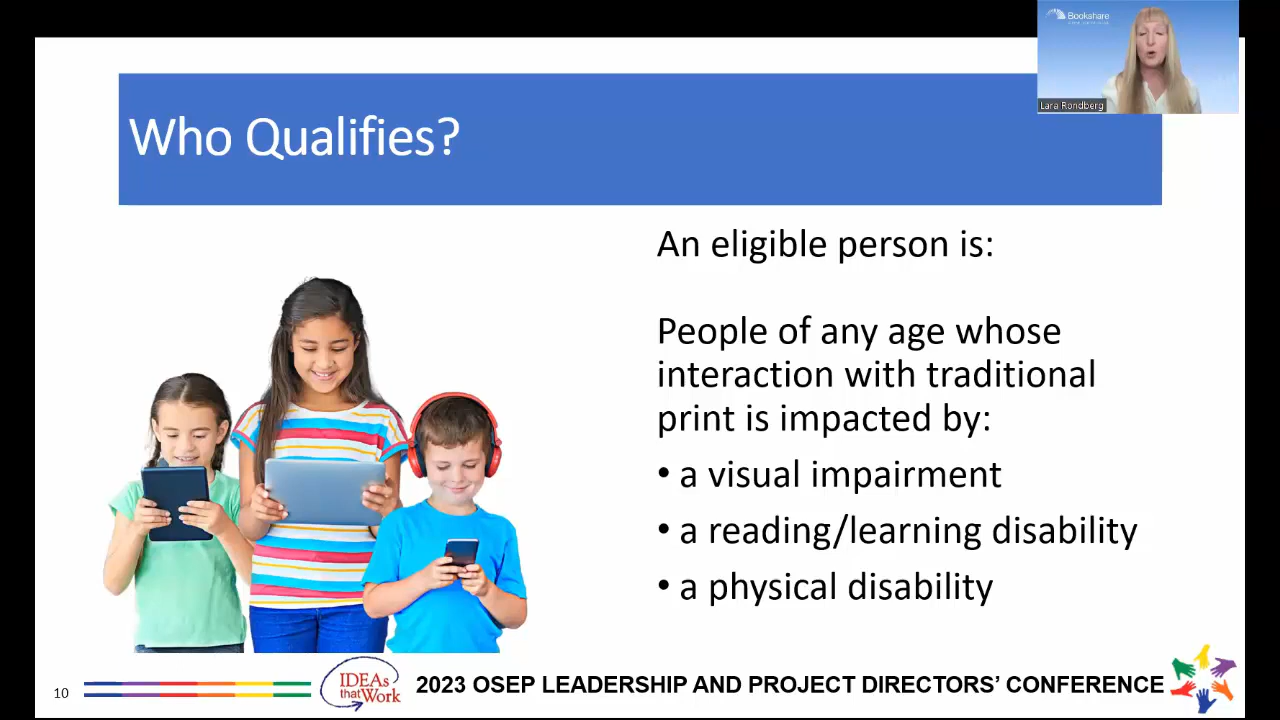 Bookshare
Lara Rondberg
Who Qualifies?
An eligible person is:
People of any age whose
interaction with traditional
print is impacted by:
• a visual impairment
• a reading/learning disability
• a physical disability
10
IDEAs
that Work
2023 OSEP LEADERSHIP AND PROJECT DIRECTORS’ CONFERENCE